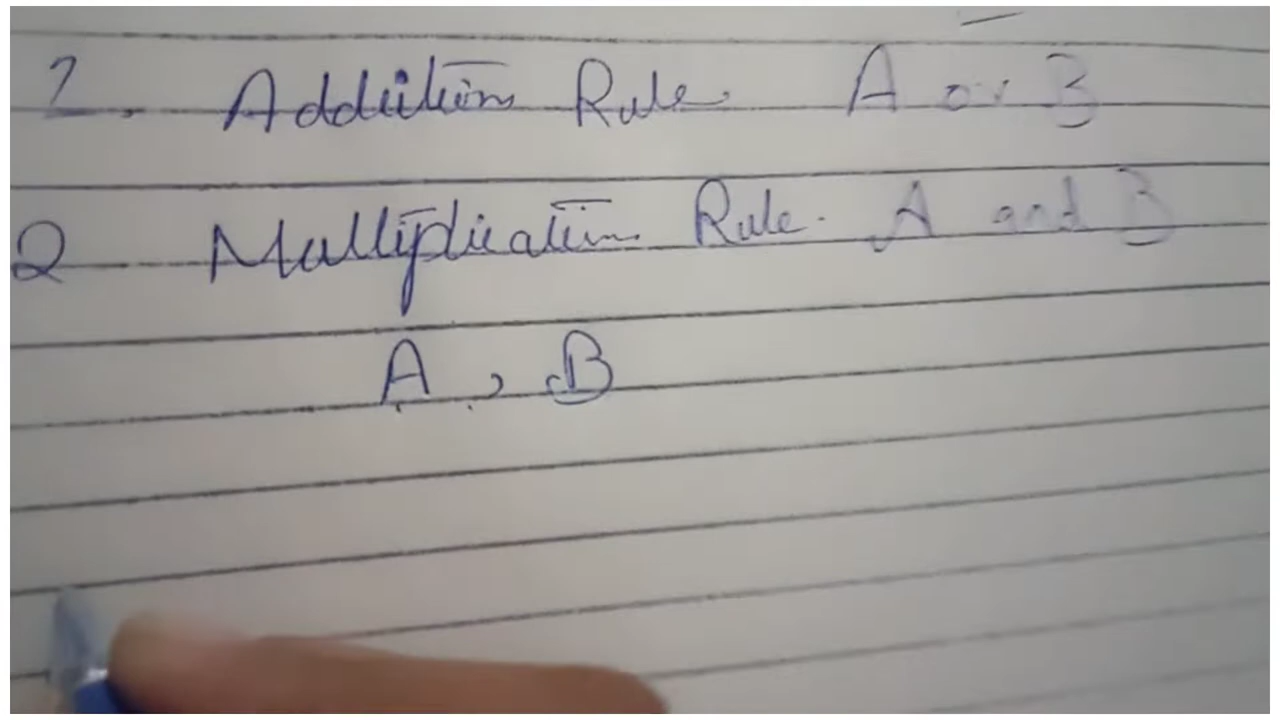 1. Addition Rule. A or B
2 Multiplication Rule. A and B
A , B